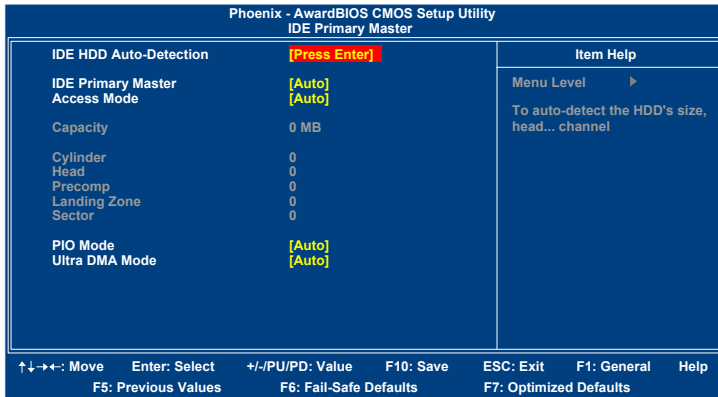 Phoenix - AwardBIOS CMOS Setup Utility
IDE Primary Master
IDE HDD Auto-Detection [Press Enter]
IDE Primary Master [Auto]
Access Mode [Auto]
Capacity 0 MB
Cylinder 0
Head 0
Precomp 0
Landing Zone 0
Sector 0
PIO Mode [Auto]
Ultra DMA Mode [Auto]
Item Help
Menu Level ▶
To auto-detect the HDD's size,
head... channel
↑↓→←: Move Enter: Select +/-/PU/PD: Value F10: Save ESC: Exit F1: General Help
F5: Previous Values F6: Fail-Safe Defaults F7: Optimized Defaults